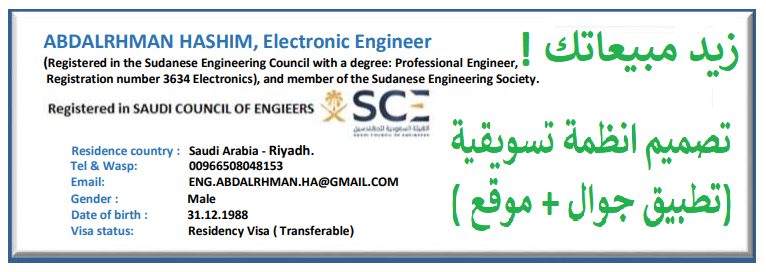 ABDALRHMAN HASHIM, Electronic Engineer
(Registered in the Sudanese Engineering Council with a degree: Professional Engineer,
Registration number 3634 Electronics), and member of the Sudanese Engineering Society.
Registered in SAUDI COUNCIL OF ENGIEERS
SCE
الهيئة السعودية للمهندسين
SAUDI COUNCIL OF ENGINEERS
Residence country : Saudi Arabia - Riyadh.
Tel & Wasp: 00966508048153
Email: ENG.ABDALRHMAN.HA@GMAIL.COM
Gender : Male
Date of birth : 31.12.1988
Visa status: Residency Visa ( Transferable)
زيد مبيعاتك !
تصميم انظمة تسويقية
(تطبيق جوال + موقع )